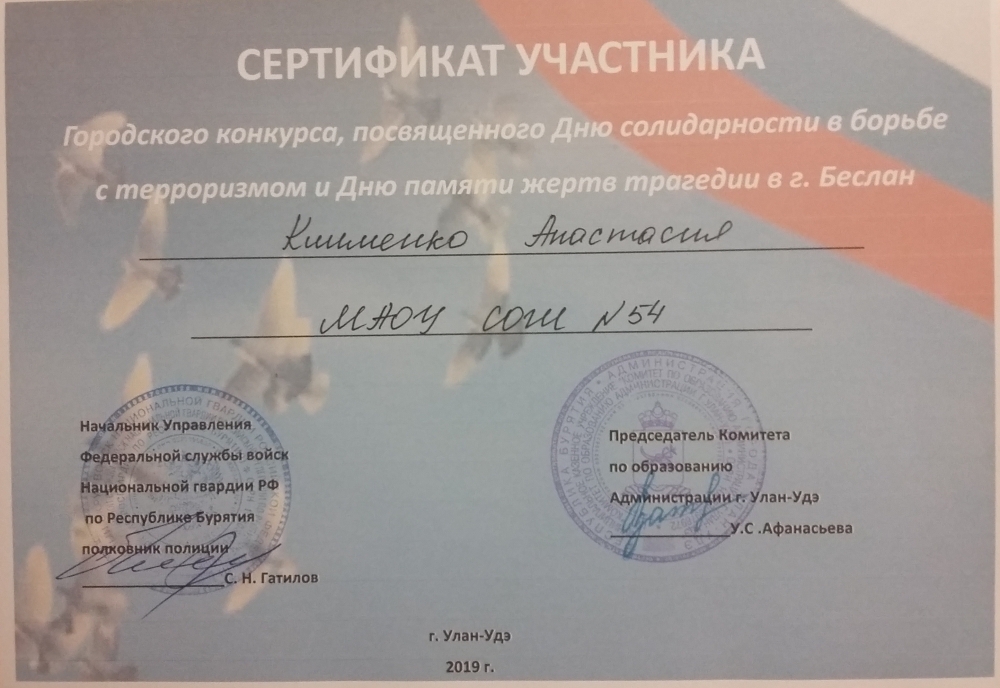 СЕРТИФИКАТ УЧАСТНИКА
Городского конкурса, посвященного Дню солидарности в борьбе
с терроризмом и Дню памяти жертв трагедии в г. Беслан
Клименко Анастасия
МАОУ СОШ №54
Начальник Управления
Федеральной службы войск
Национальной гвардии РФ
по Республике Бурятия
полковник полиции
С. Н. Гатилов
Председатель Комитета
по образованию
Администрации г. Улан-Удэ
У.С .Афанасьева
г. Улан-Удэ
2019 г.